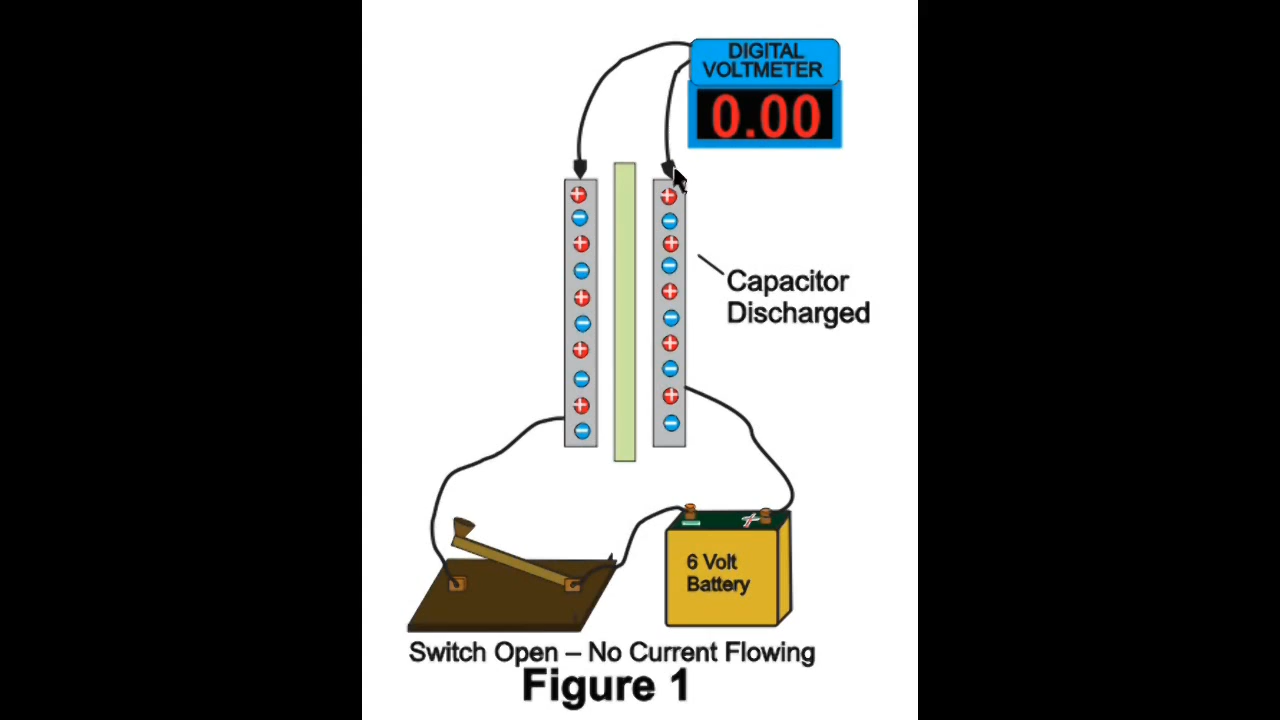 DIGITAL
VOLTMETER
0.00
Capacitor
Discharged
6 Volt
Battery
Switch Open – No Current Flowing
Figure 1